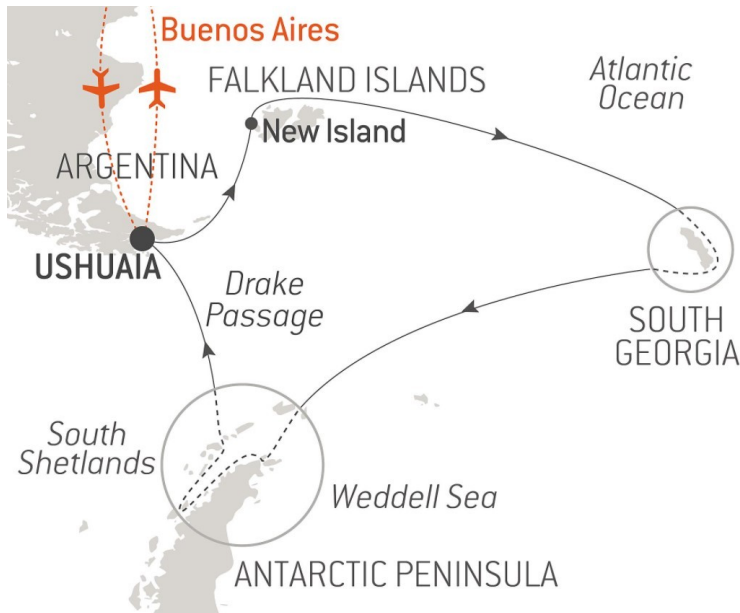 Buenos Aires
FALKLAND ISLANDS
Atlantic
Ocean
New Island
ARGENTINA
USHUAIA
Drake
Passage
SOUTH
GEORGIA
South
Shetlands
Weddell Sea
ANTARCTIC PENINSULA